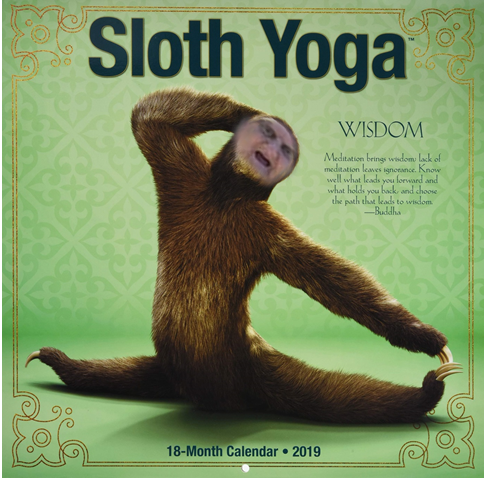 Sloth Yoga™
WISDOM
Meditation brings wisdom; lack of
meditation leaves ignorance. Know
well what leads you forward and
what holds you back, and choose
the path that leads to wisdom.
—Buddha
18-Month Calendar • 2019